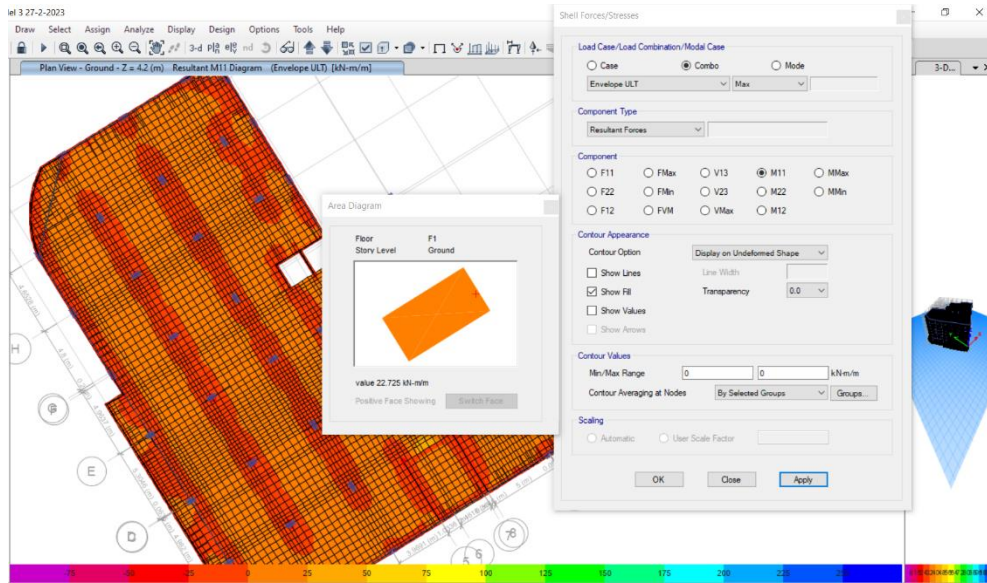 lel 3 27-2-2023
Draw Select Assign Analyze Display Design Options Tools Help
3-d
nd
Plan View - Ground - Z = 4.2 (m) Resultant M11 Diagram (Envelope ULT) [kN-m/m]
3-D...
Shell Forces/Stresses
Load Case/Load Combination/Modal Case
Case Combo Mode
Envelope ULT Max
Component Type
Resultant Forces
Component
F11 FMax V13 M11 MMax
F22 FMin V23 M22 MMin
F12 FVM VMax M12
Contour Appearance
Contour Option Display on Undeformed Shape
Show Lines Line Width
Show Fill Transparency 0.0
Show Values
Show Arrows
Contour Values
Min/Max Range 0 0 kN-m/m
Contour Averaging at Nodes By Selected Groups Groups...
Scaling
Automatic User Scale Factor
OK Close Apply
Area Diagram
Floor F1
Story Level Ground
value 22.725 kN-m/m
Positive Face Showing Switch Face
H
E
D
-75 -50 -25 0 25 50 75 100 125 150 175 200 225